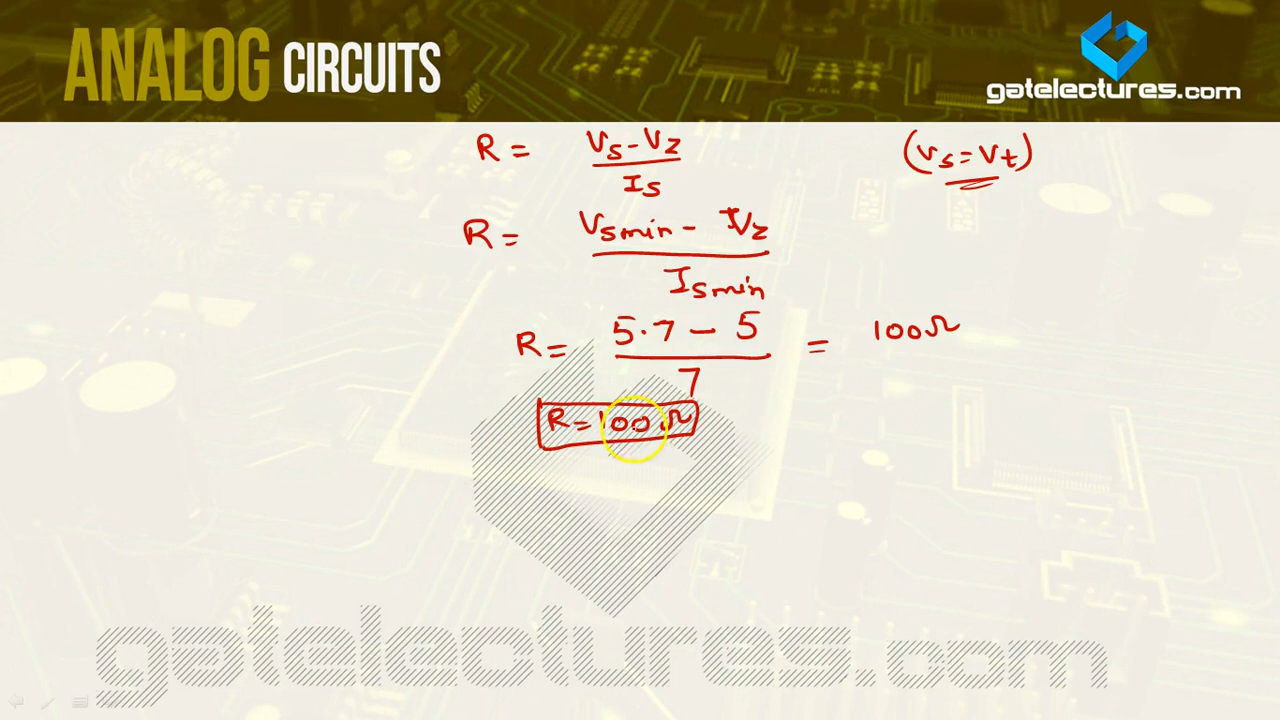 ANALOG CIRCUITS
gatelectures.com
R = Vs - Vz / Is
(Vs = Vt)
R = Vsmin - Vz / Ismin
R = 5.7 - 5 / 7 = 100Ω
R = 100Ω
gatelectures.com